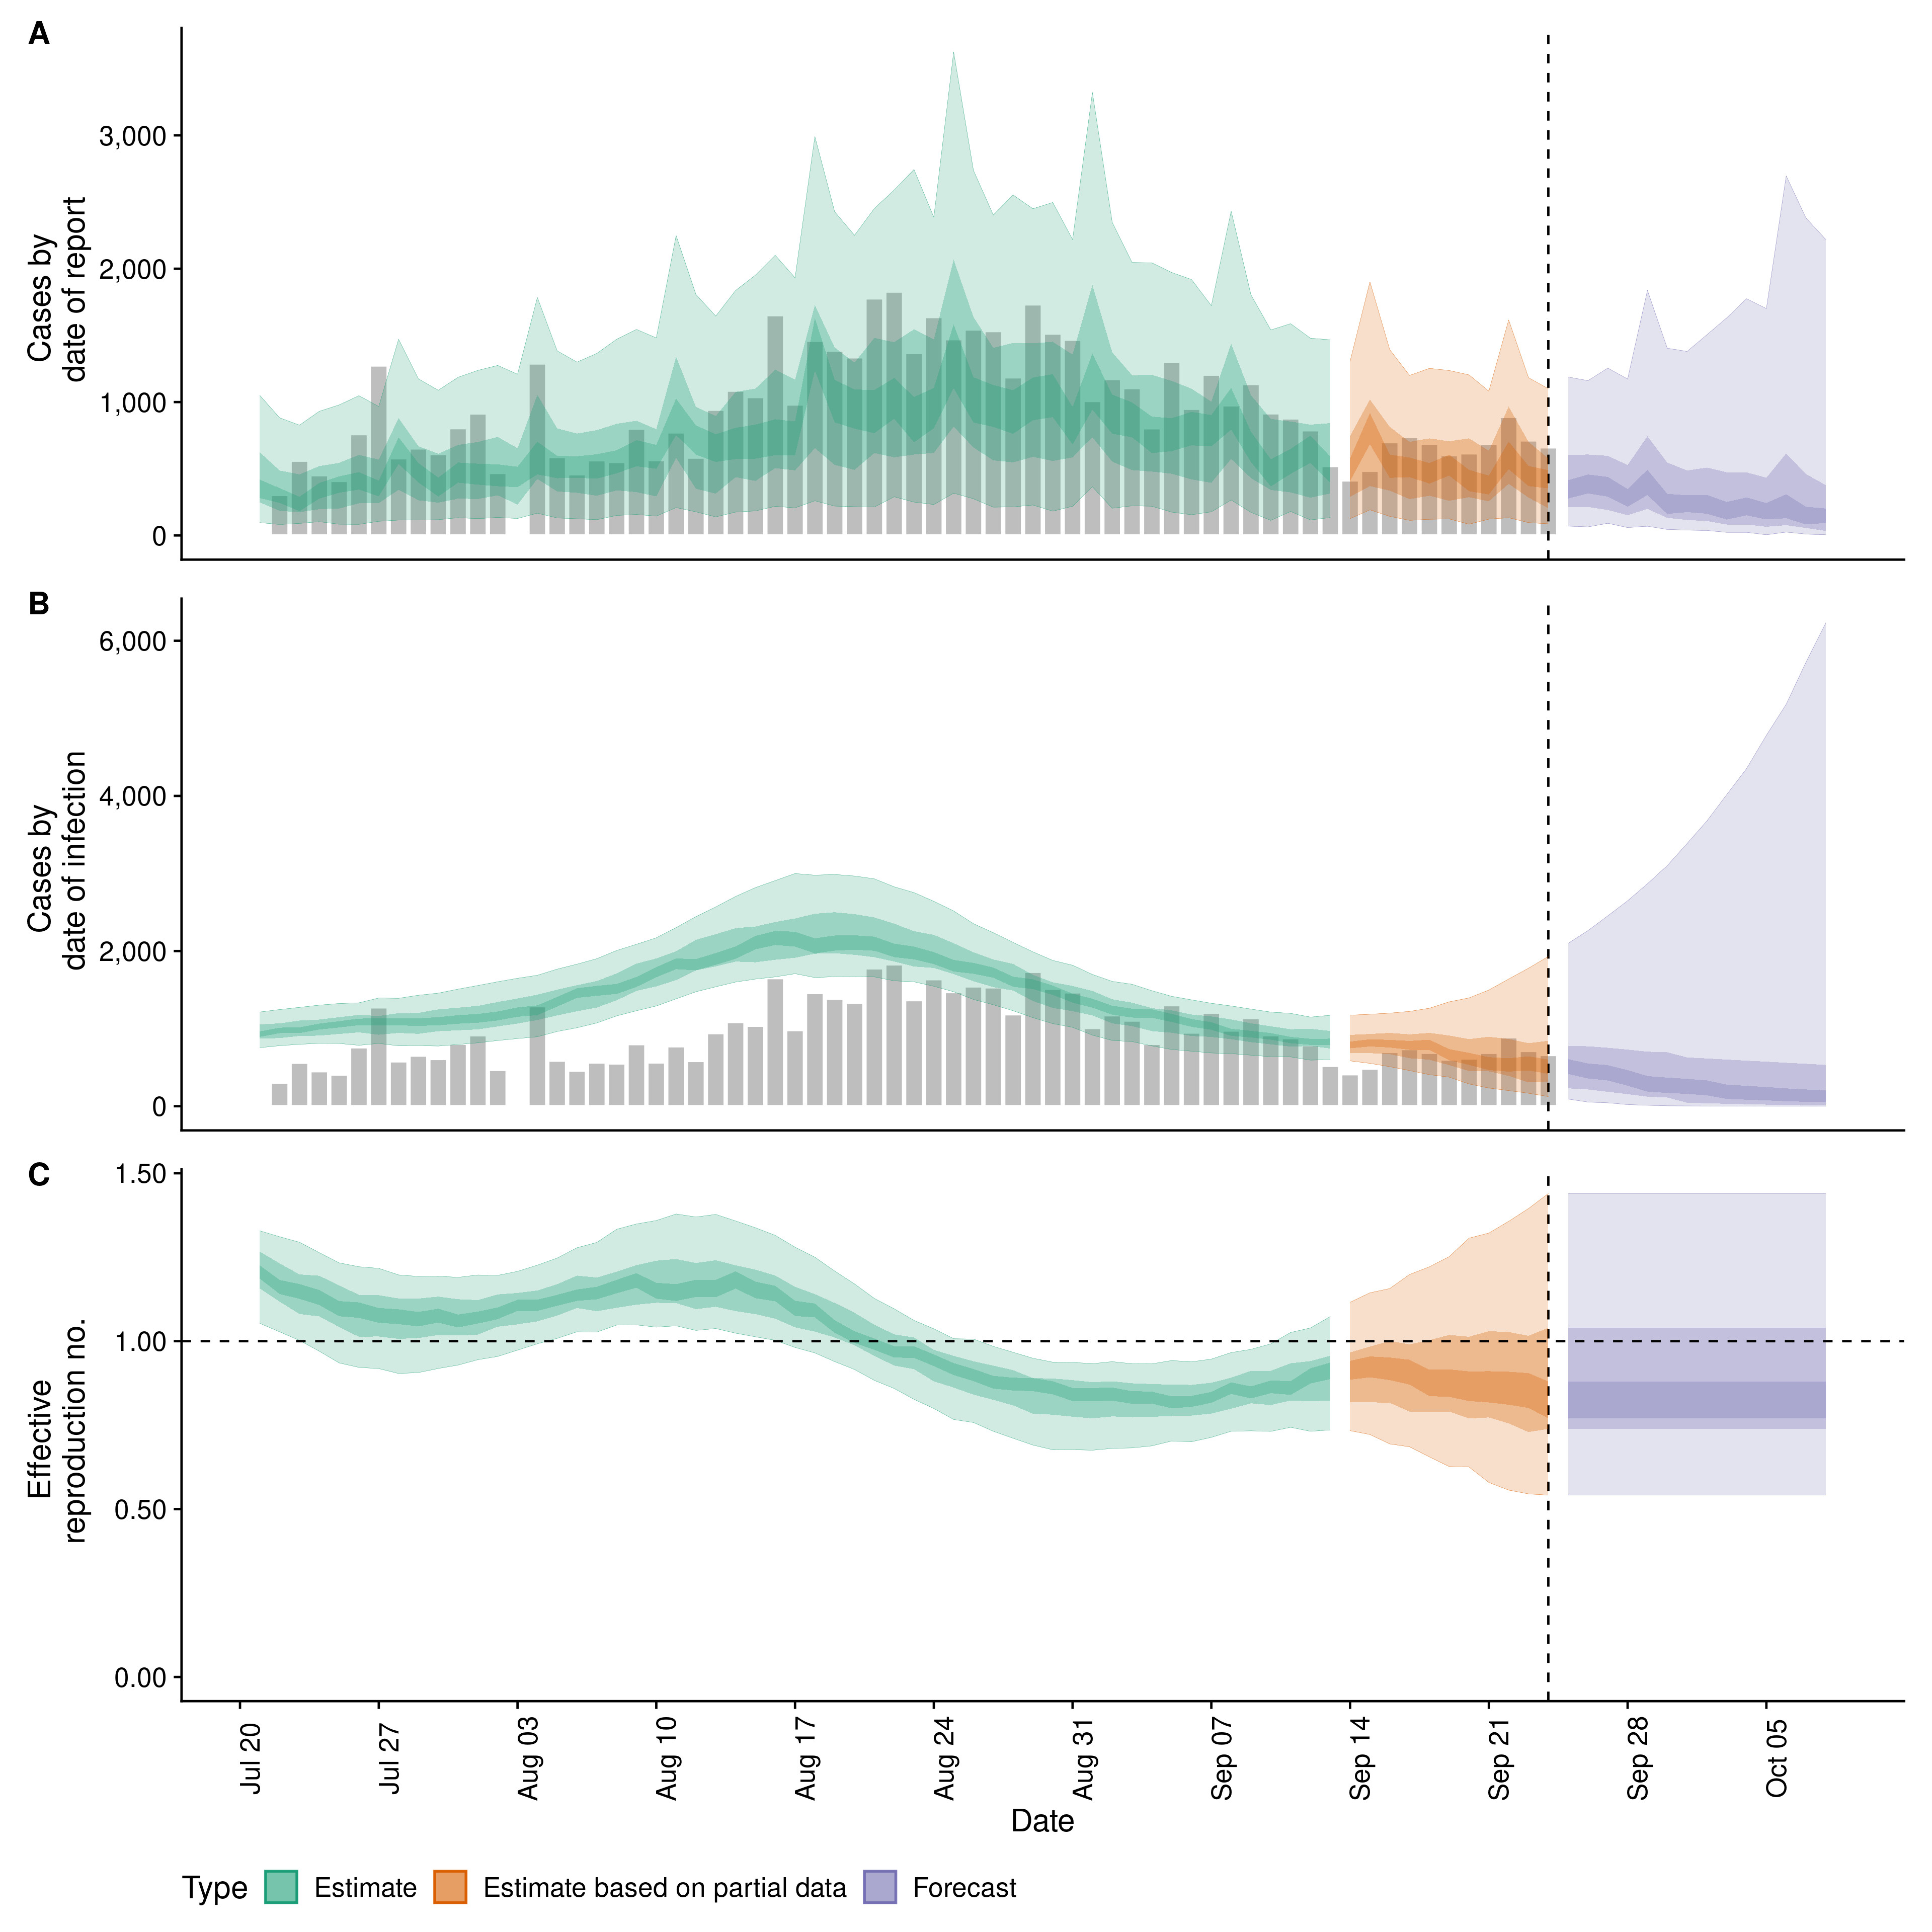 A
Cases by
date of report
3,000
2,000
1,000
0
B
Cases by
date of infection
6,000
4,000
2,000
0
C
Effective
reproduction no.
1.50
1.00
0.50
0.00
Jul 20
Jul 27
Aug 03
Aug 10
Aug 17
Aug 24
Aug 31
Sep 07
Sep 14
Sep 21
Sep 28
Oct 05
Date
Type Estimate Estimate based on partial data Forecast